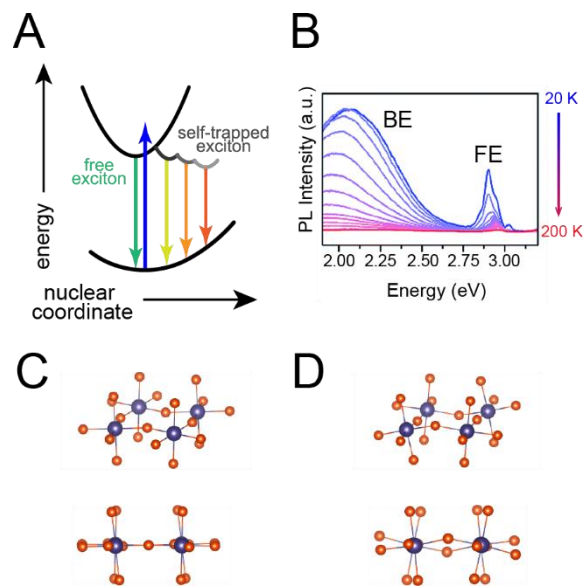 A
energy
free
exciton
self-trapped
exciton
nuclear
coordinate
B
PL Intensity (a.u.)
BE
FE
20 K
200 K
2.00 2.25 2.50 2.75 3.00
Energy (eV)
C
D